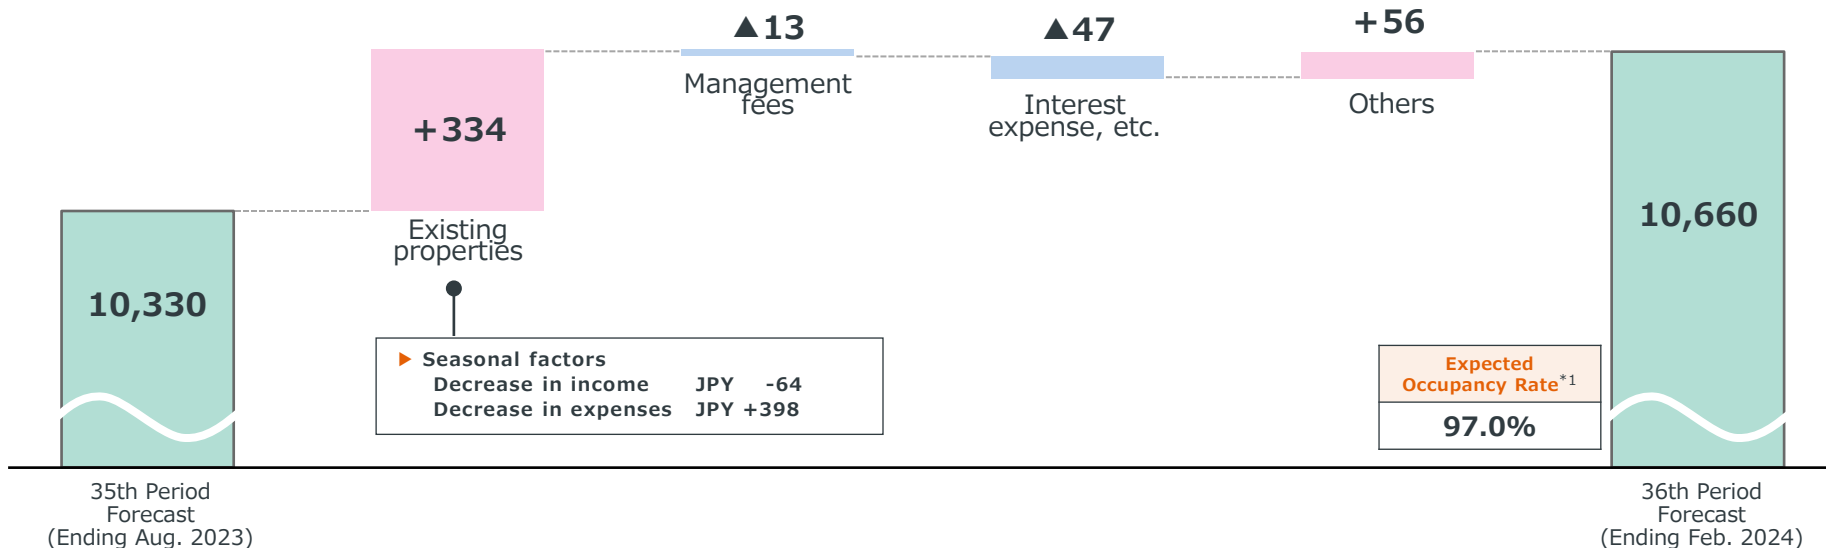 ▲13
▲47
+56
Management
fees
Interest
expense, etc.
Others
+334
Existing
properties
10,330
10,660
▶ Seasonal factors
Decrease in income JPY -64
Decrease in expenses JPY +398
Expected
Occupancy Rate*1
97.0%
35th Period
Forecast
(Ending Aug. 2023)
36th Period
Forecast
(Ending Feb. 2024)